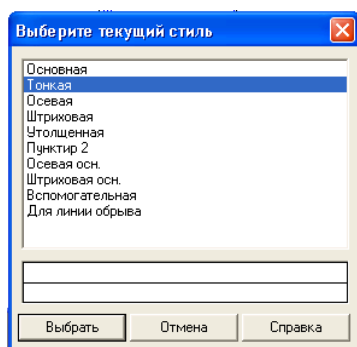 Выберите текущий стиль
Основная
Тонкая
Осевая
Штриховая
Утолщенная
Пунктир 2
Осевая осн.
Штриховая осн.
Вспомогательная
Для линии обрыва
Выбрать Отмена Справка